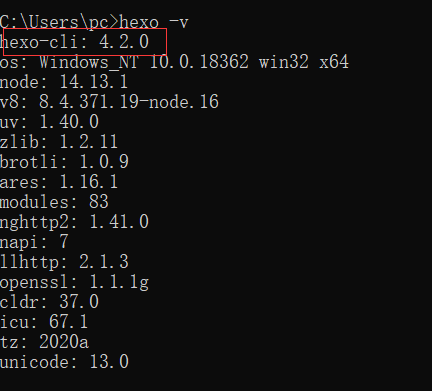 C:\Users\pc>hexo -v
hexo-cli: 4.2.0
os: Windows_NT 10.0.18362 win32 x64
node: 14.13.1
v8: 8.4.371.19-node.16
uv: 1.40.0
zlib: 1.2.11
brotli: 1.0.9
ares: 1.16.1
modules: 83
nghttp2: 1.41.0
napi: 7
llhttp: 2.1.3
openssl: 1.1.1g
cldr: 37.0
icu: 67.1
tz: 2020a
unicode: 13.0